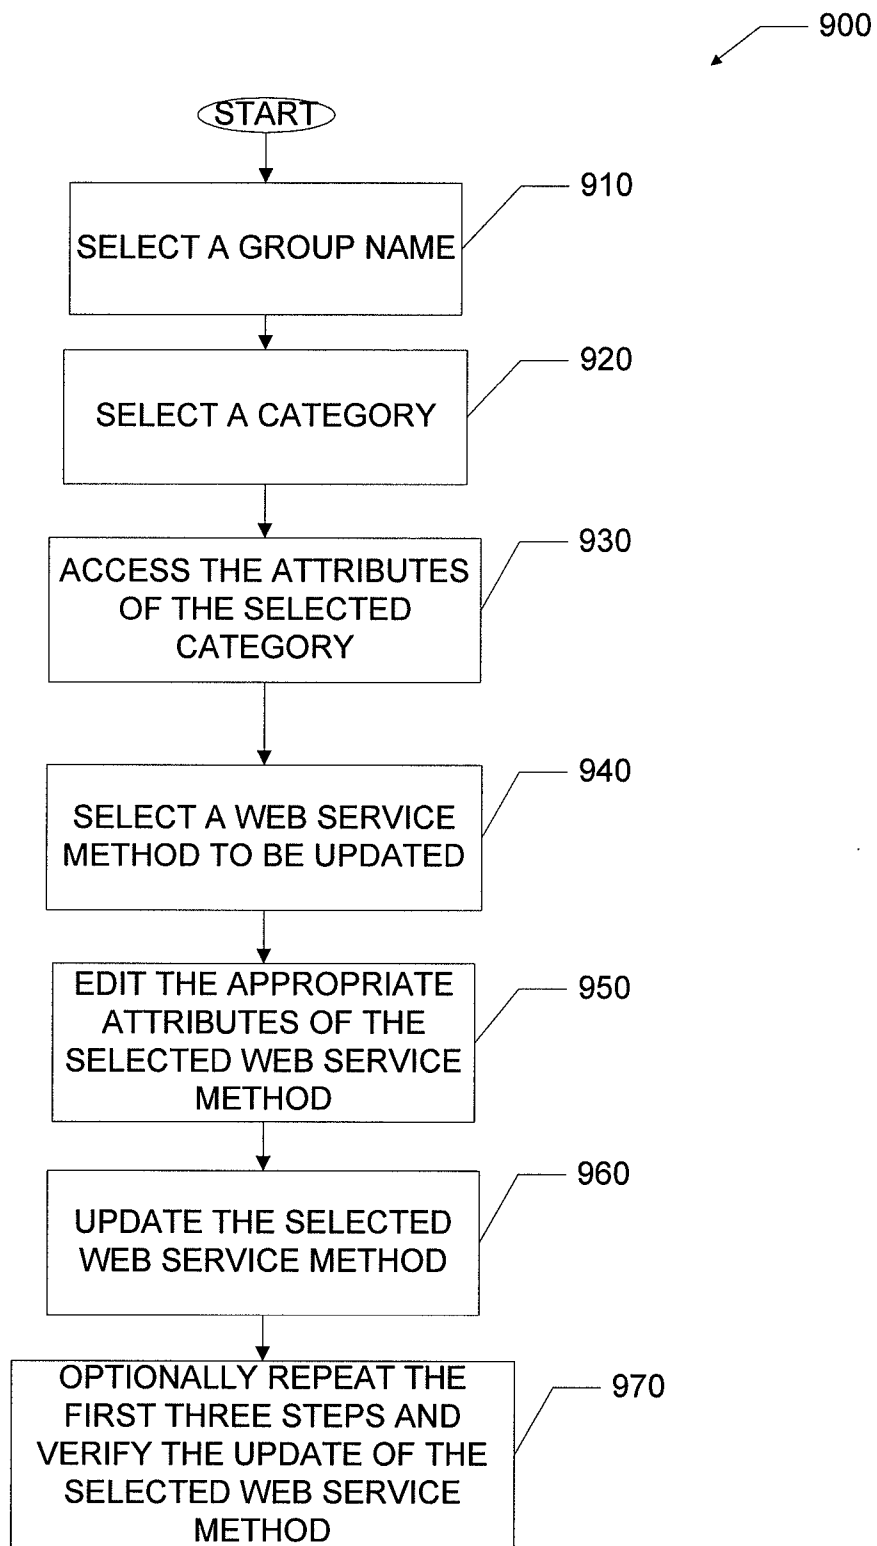 900
START
910
SELECT A GROUP NAME
920
SELECT A CATEGORY
930
ACCESS THE ATTRIBUTES
OF THE SELECTED
CATEGORY
940
SELECT A WEB SERVICE
METHOD TO BE UPDATED
950
EDIT THE APPROPRIATE
ATTRIBUTES OF THE
SELECTED WEB SERVICE
METHOD
960
UPDATE THE SELECTED
WEB SERVICE METHOD
970
OPTIONALLY REPEAT THE
FIRST THREE STEPS AND
VERIFY THE UPDATE OF THE
SELECTED WEB SERVICE
METHOD